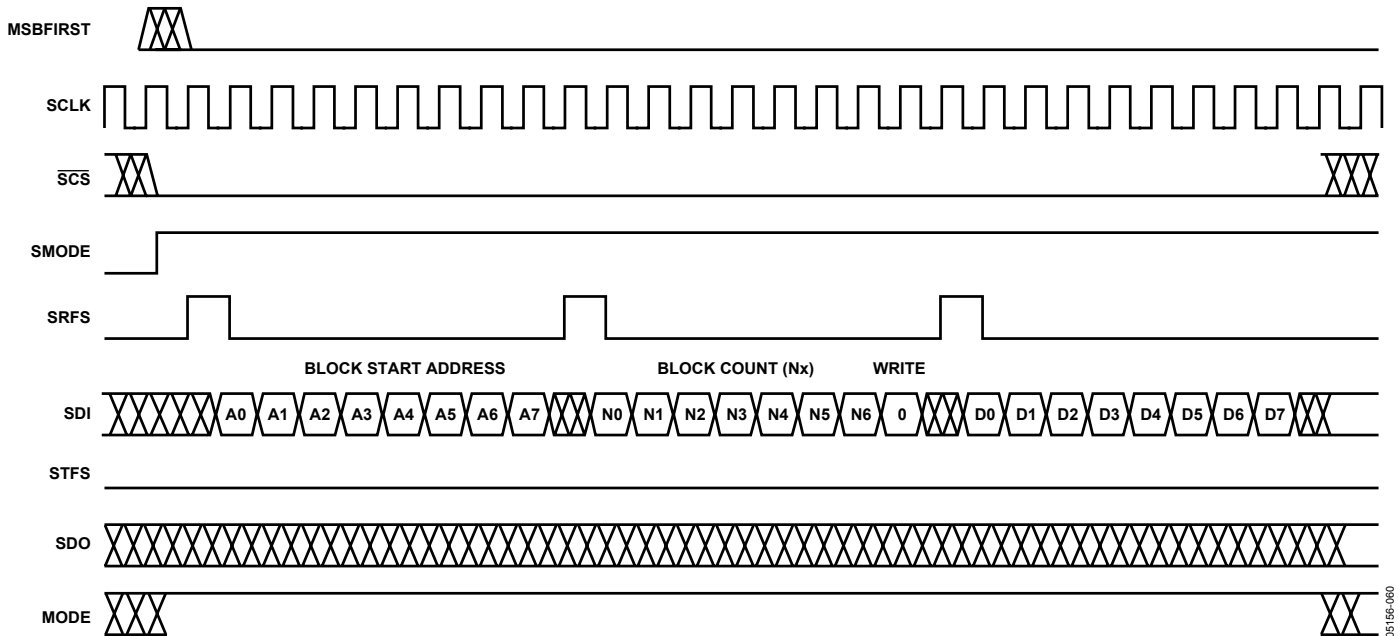 MSBFIRST
SCLK
SCS
SMODE
SRFS
BLOCK START ADDRESS BLOCK COUNT (Nx) WRITE
SDI A0 A1 A2 A3 A4 A5 A6 A7 N0 N1 N2 N3 N4 N5 N6 0 D0 D1 D2 D3 D4 D5 D6 D7
STFS
SDO
MODE
05156-060